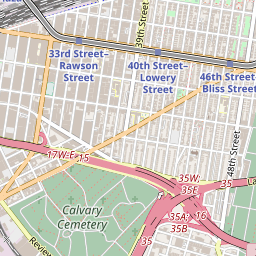 39th Street
33rd Street–
Rawson
Street
40th Street–
Lowery
Street
46th Street–
Bliss Street
48th Street
17W-E
15
35W;
35E
35
35
La
Calvary
Cemetery
35A;
35B
16
Review